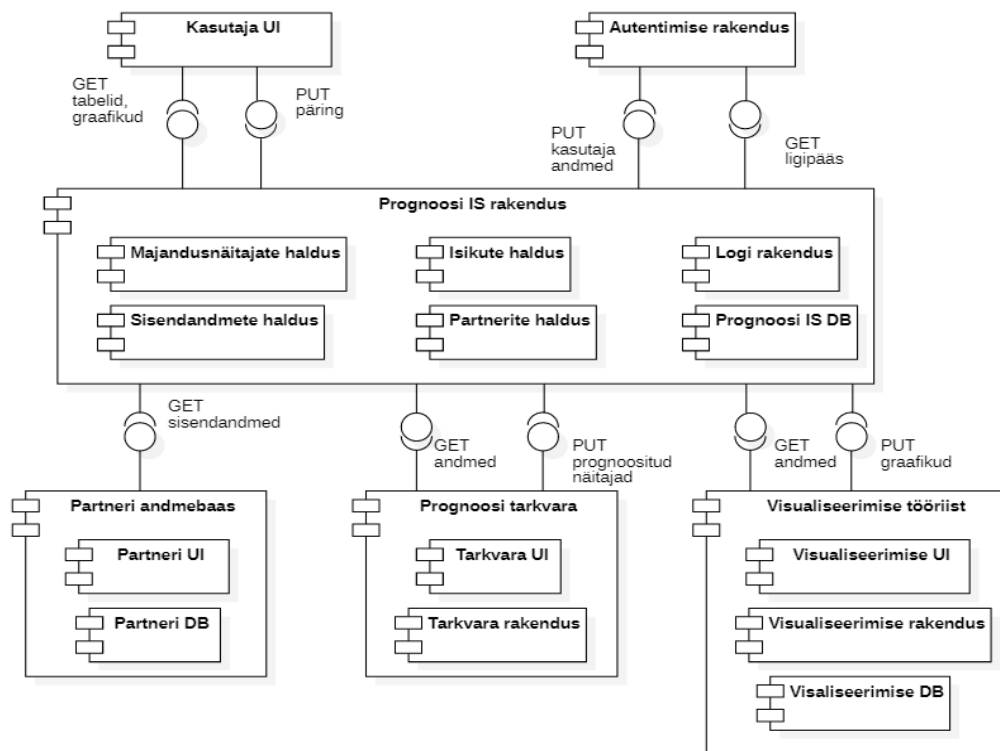 Kasutaja UI
Autentimise rakendus
GET
tabelid,
graafikud
PUT
päring
PUT
kasutaja
andmed
GET
ligipääs
Prognoosi IS rakendus
Majandusnäitajate haldus
Isikute haldus
Logi rakendus
Sisendandmete haldus
Partnerite haldus
Prognoosi IS DB
GET
sisendandmed
GET
andmed
PUT
prognoositud
näitajad
GET
andmed
PUT
graafikud
Partneri andmebaas
Prognoosi tarkvara
Visualiseerimise tööriist
Partneri UI
Tarkvara UI
Visualiseerimise UI
Partneri DB
Tarkvara rakendus
Visualiseerimise rakendus
Visaliseerimise DB